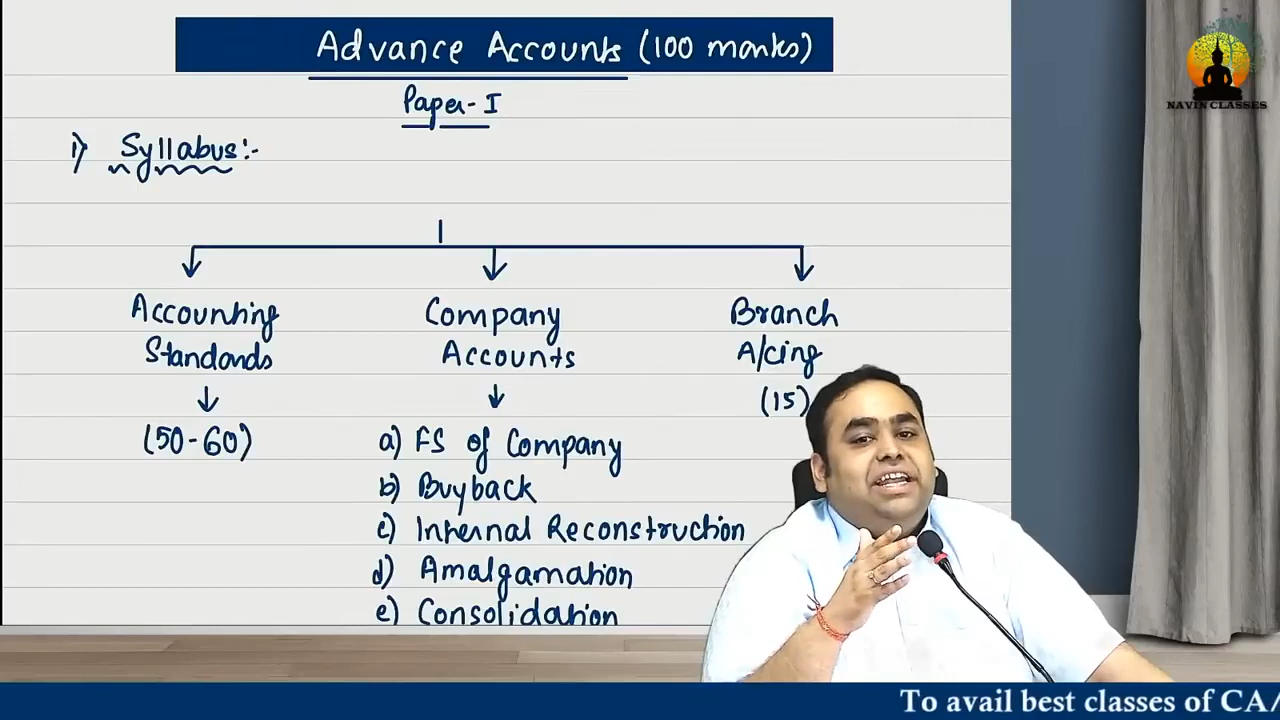 Advance Accounts (100 marks)
Paper-I
NAVIN CLASSES
1) Syllabus:-
Accounting
Standards
(50-60)
Company
Accounts
a) FS of Company
b) Buyback
c) Internal Reconstruction
d) Amalgamation
e) Consolidation
Branch
A/cing
(15)
To avail best classes of CA